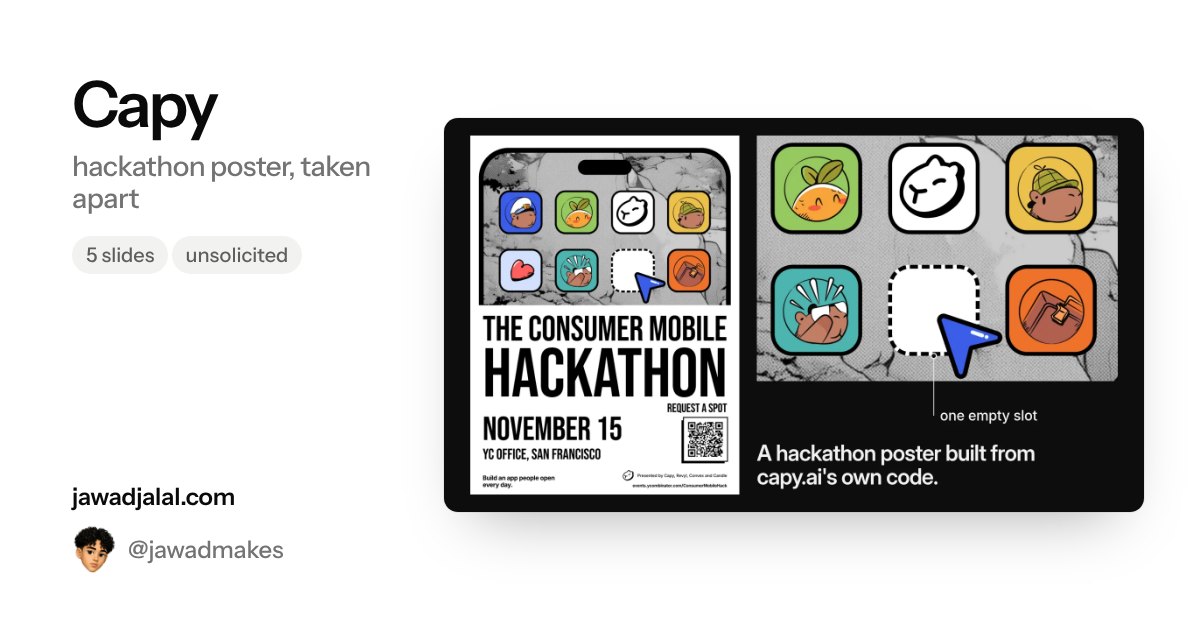 Capy
hackathon poster, taken
apart
5 slides
unsolicited
jawadjalal.com
@jawadmakes
THE CONSUMER MOBILE
HACKATHON
REQUEST A SPOT
NOVEMBER 15
YC OFFICE, SAN FRANCISCO
Build an app people open
every day.
Presented by Capy, Revyl, Convex and Candle
events.ycombinator.com/ConsumerMobileHack
one empty slot
A hackathon poster built from
capy.ai's own code.